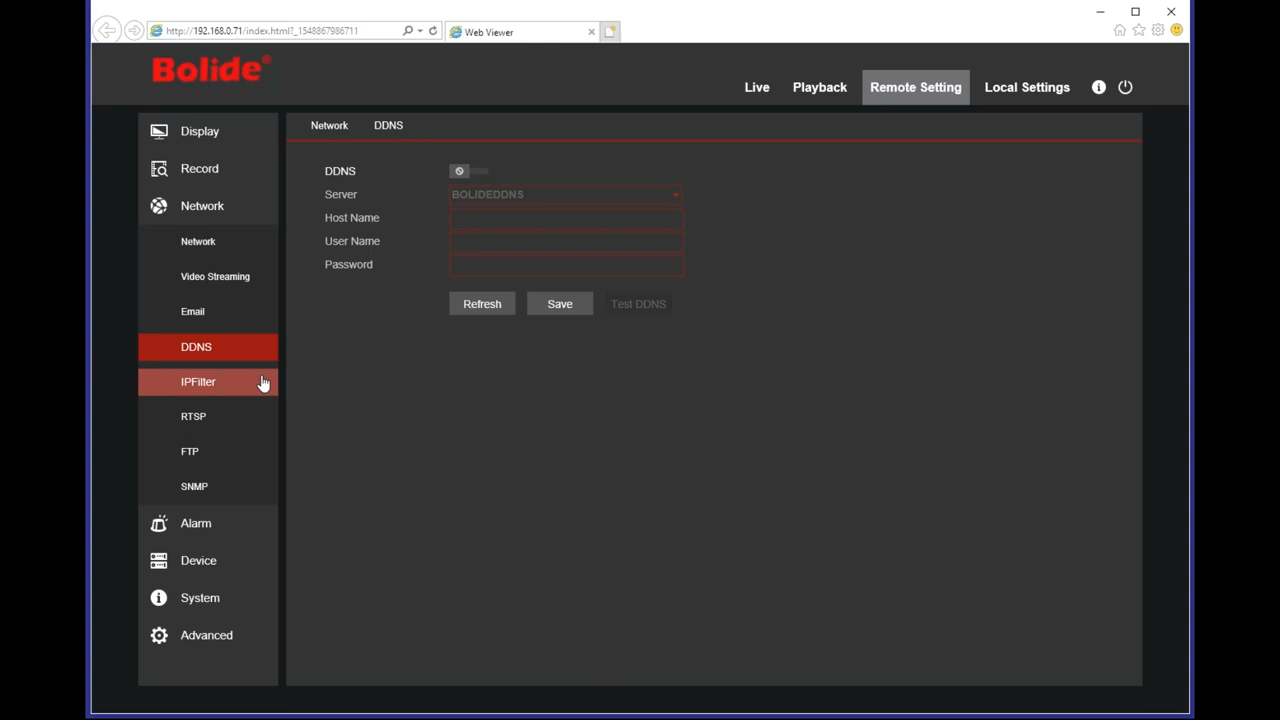 http://192.168.0.71/index.html?_1548867986711
Web Viewer
Bolide®
Live
Playback
Remote Setting
Local Settings
Display
Record
Network
Network
Video Streaming
Email
DDNS
IPFilter
RTSP
FTP
SNMP
Alarm
Device
System
Advanced
Network DDNS
DDNS
Server BOLIDEDDNS
Host Name
User Name
Password
Refresh Save Test DDNS